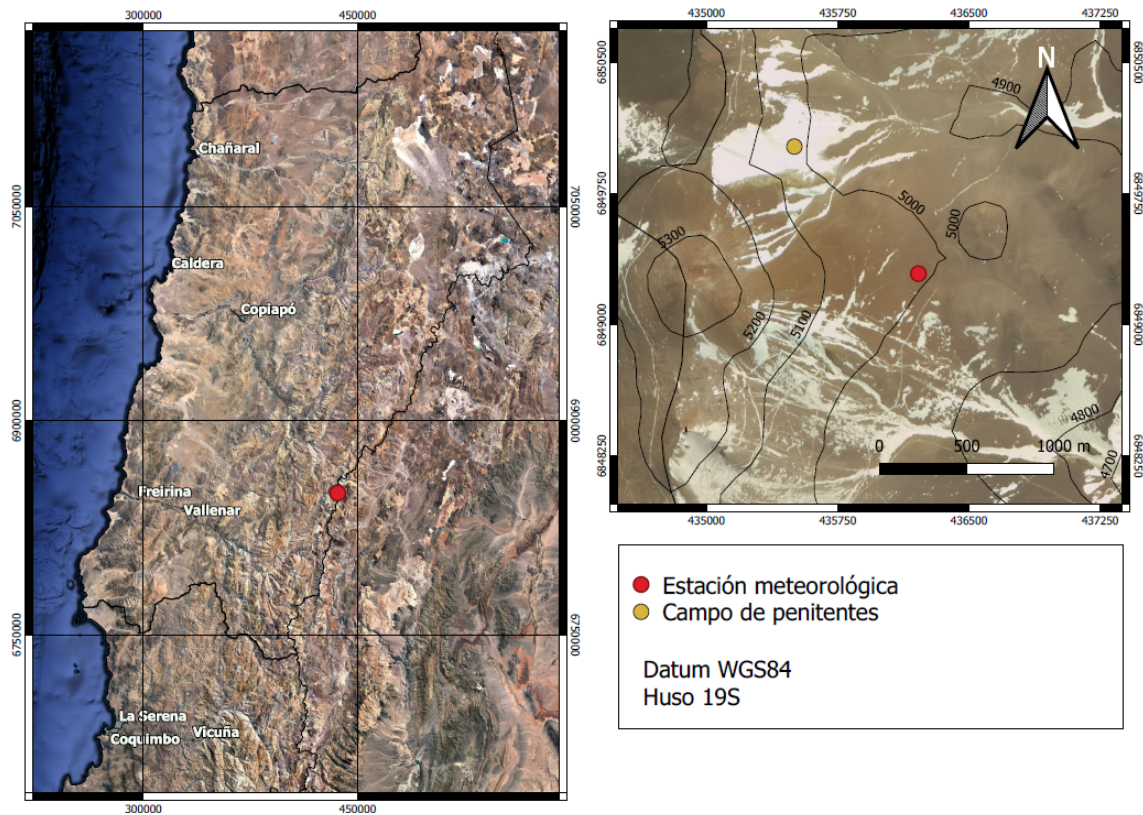 300000 450000
Chañaral
Caldera
Copiapó
Freirina
Vallenar
La Serena
Coquimbo
Vicuña
7050000 7050000
6900000 6900000
6750000 6750000
300000 450000
435000 435750 436500 437250
6850500 6850500
6849750 6849750
6849000 6849000
6848250 6848250
N
4900
5000
5000
5300
5200
5100
4800
4700
0 500 1000 m
435000 435750 436500 437250
Estación meteorológica
Campo de penitentes
Datum WGS84
Huso 19S